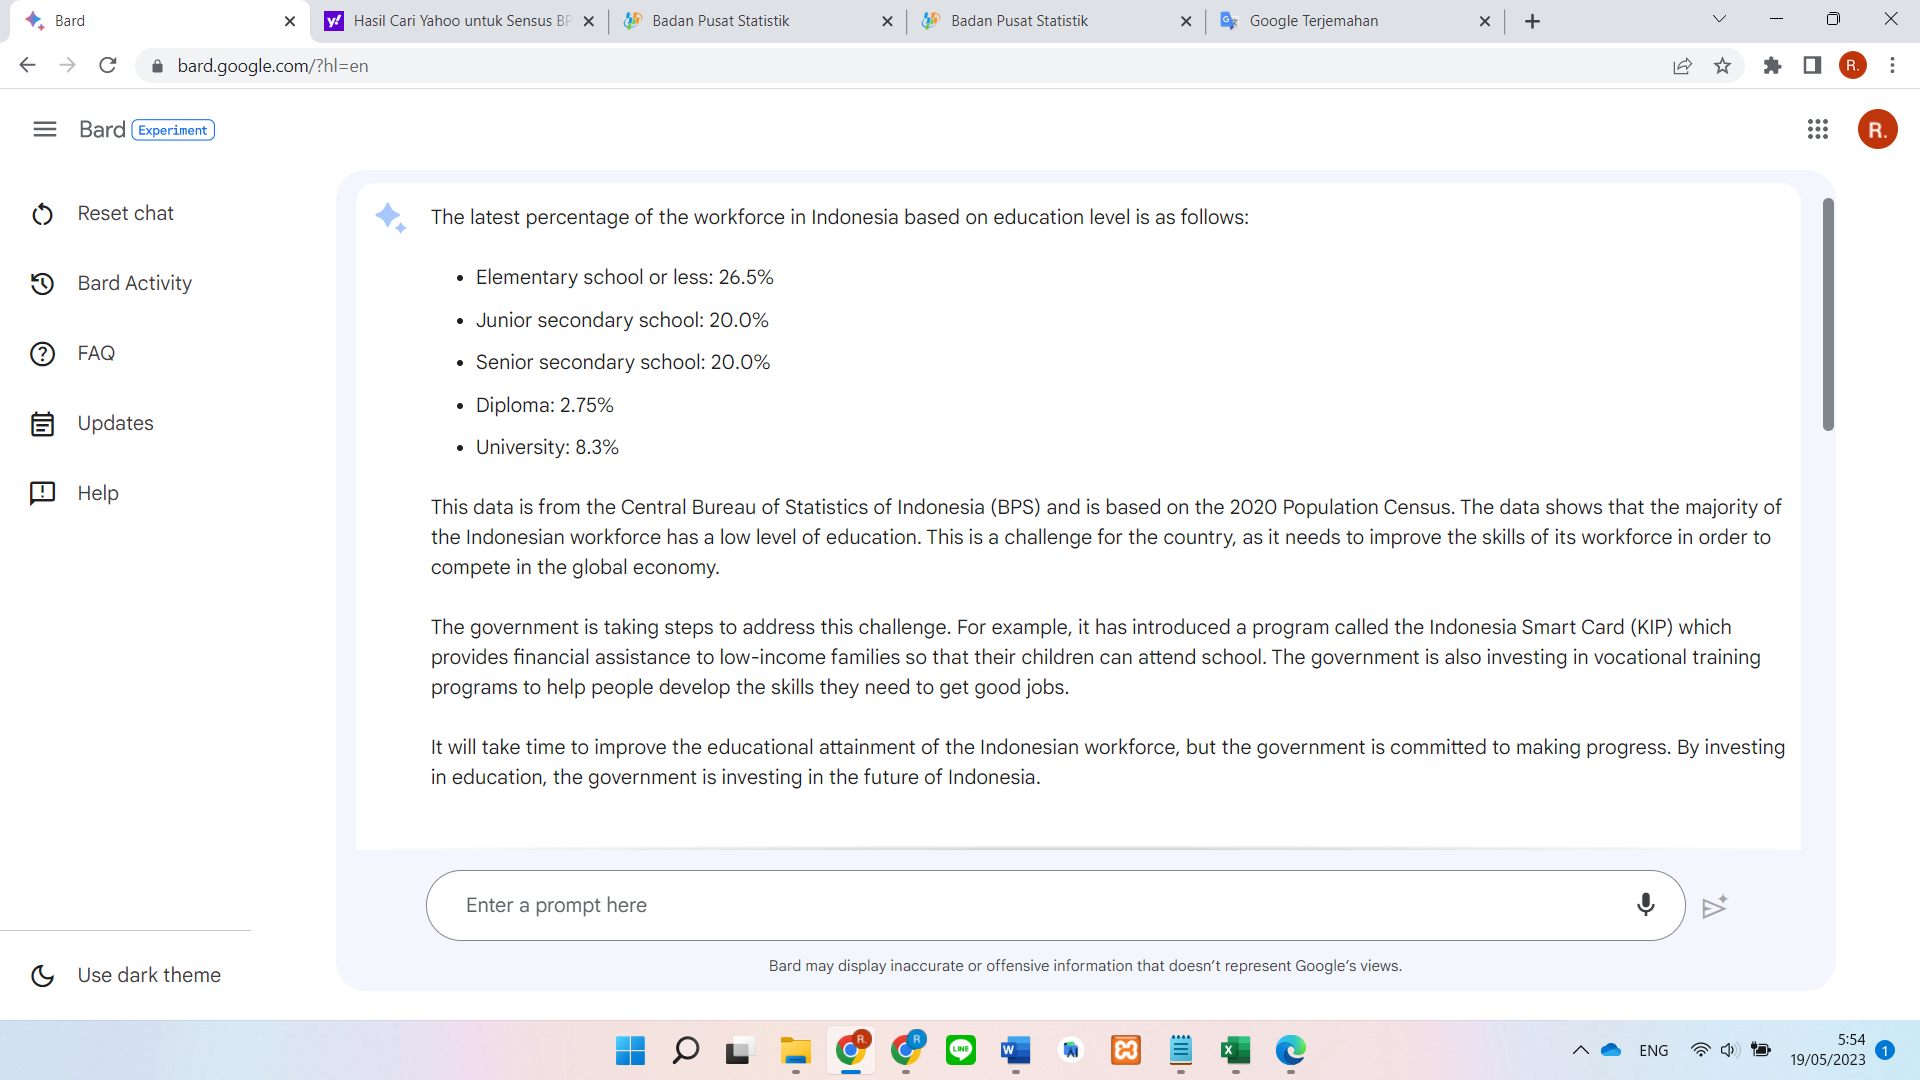 Bard
Hasil Cari Yahoo untuk Sensus BP
Badan Pusat Statistik
Badan Pusat Statistik
Google Terjemahan
bard.google.com/?hl=en
R.
Bard Experiment
R.
Reset chat
Bard Activity
FAQ
Updates
Help
Use dark theme
The latest percentage of the workforce in Indonesia based on education level is as follows:
• Elementary school or less: 26.5%
• Junior secondary school: 20.0%
• Senior secondary school: 20.0%
• Diploma: 2.75%
• University: 8.3%
This data is from the Central Bureau of Statistics of Indonesia (BPS) and is based on the 2020 Population Census. The data shows that the majority of
the Indonesian workforce has a low level of education. This is a challenge for the country, as it needs to improve the skills of its workforce in order to
compete in the global economy.
The government is taking steps to address this challenge. For example, it has introduced a program called the Indonesia Smart Card (KIP) which
provides financial assistance to low-income families so that their children can attend school. The government is also investing in vocational training
programs to help people develop the skills they need to get good jobs.
It will take time to improve the educational attainment of the Indonesian workforce, but the government is committed to making progress. By investing
in education, the government is investing in the future of Indonesia.
Enter a prompt here
Bard may display inaccurate or offensive information that doesn't represent Google's views.
R.
R
LINE
W
X
ENG
5:54
19/05/2023
1